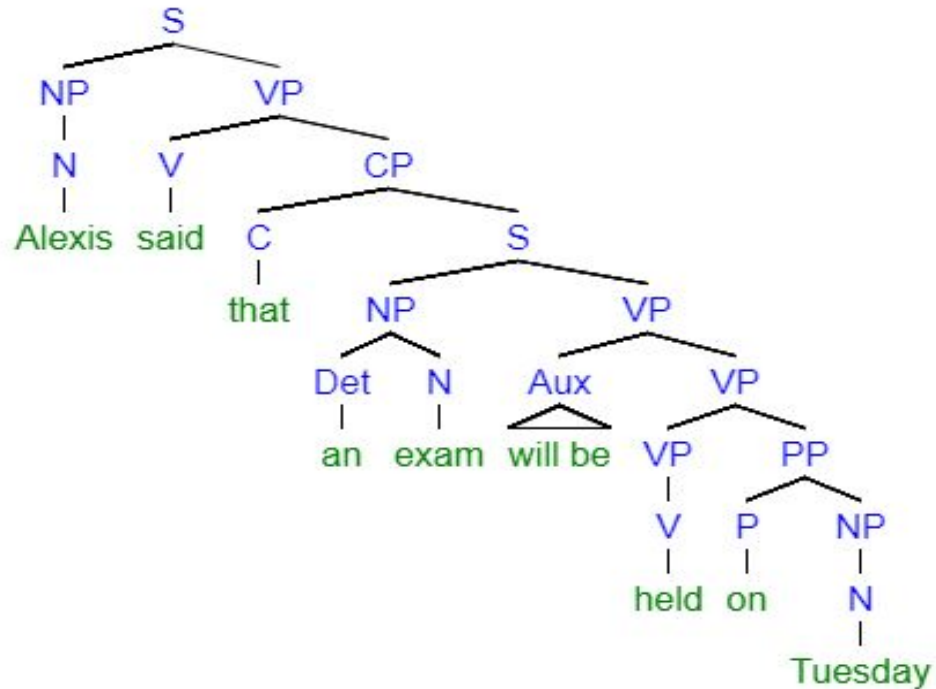 S
NP VP
N V CP
Alexis said C S
that NP VP
Det N Aux VP
an exam will be VP PP
V P NP
held on N
Tuesday